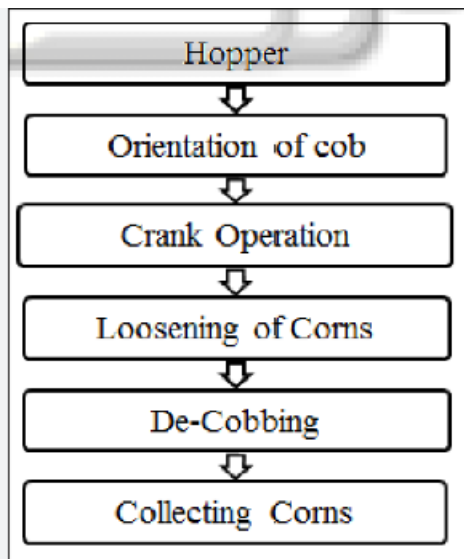 Hopper
Orientation of cob
Crank Operation
Loosening of Corns
De-Cobbing
Collecting Corns